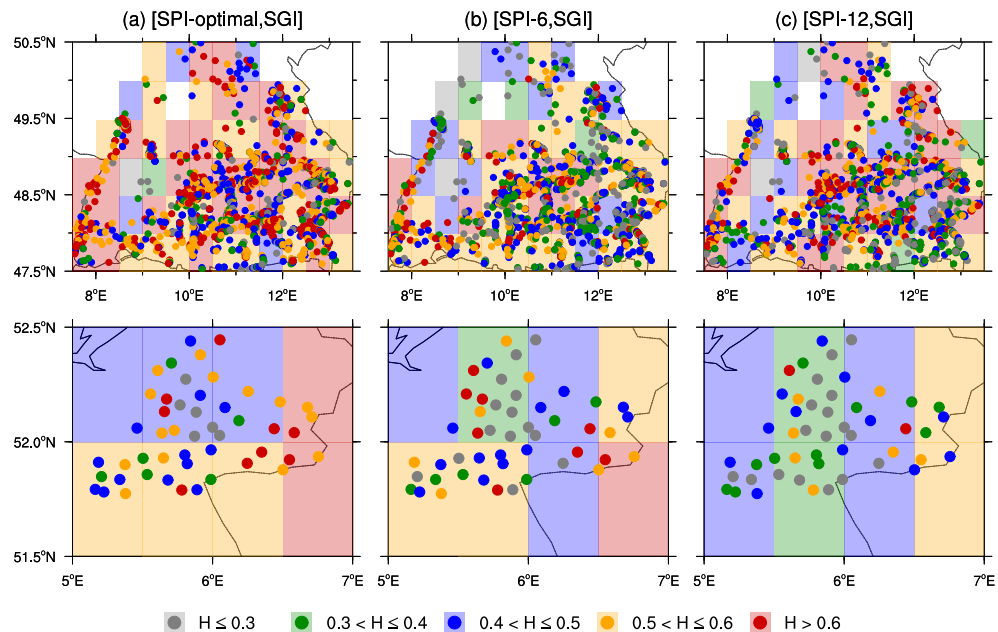 (a) [SPI-optimal,SGI] (b) [SPI-6,SGI] (c) [SPI-12,SGI]
50.5°N
49.5°N
48.5°N
47.5°N
8°E 10°E 12°E 8°E 10°E 12°E 8°E 10°E 12°E
52.5°N
52.0°N
51.5°N
5°E 6°E 7°E 5°E 6°E 7°E 5°E 6°E 7°E
H ≤ 0.3 0.3 < H ≤ 0.4 0.4 < H ≤ 0.5 0.5 < H ≤ 0.6 H > 0.6